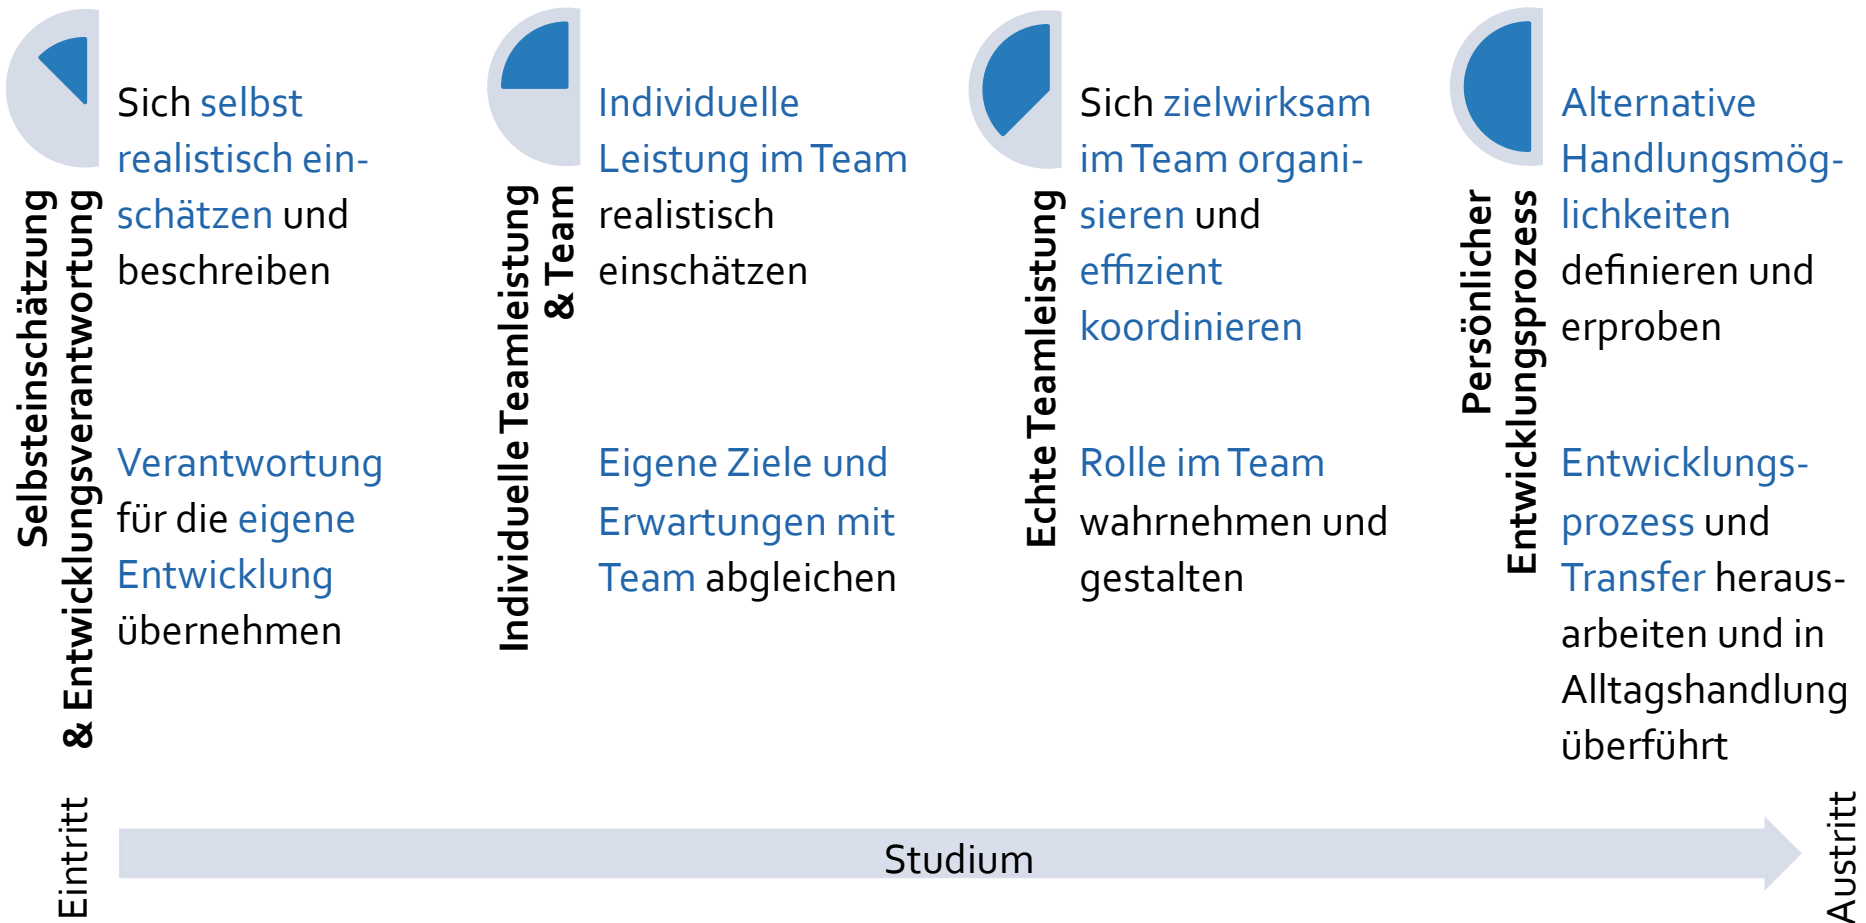 Selbsteinschätzung
& Entwicklungsverantwortung
Sich selbst
realistisch ein-
schätzen und
beschreiben
Verantwortung
für die eigene
Entwicklung
übernehmen
Individuelle Teamleistung
& Team
Individuelle
Leistung im Team
realistisch
einschätzen
Eigene Ziele und
Erwartungen mit
Team abgleichen
Echte Teamleistung
Sich zielwirksam
im Team organi-
sieren und
effizient
koordinieren
Rolle im Team
wahrnehmen und
gestalten
Persönlicher
Entwicklungsprozess
Alternative
Handlungsmög-
lichkeiten
definieren und
erproben
Entwicklungs-
prozess und
Transfer heraus-
arbeiten und in
Alltagshandlung
überführt
Eintritt
Studium
Austritt